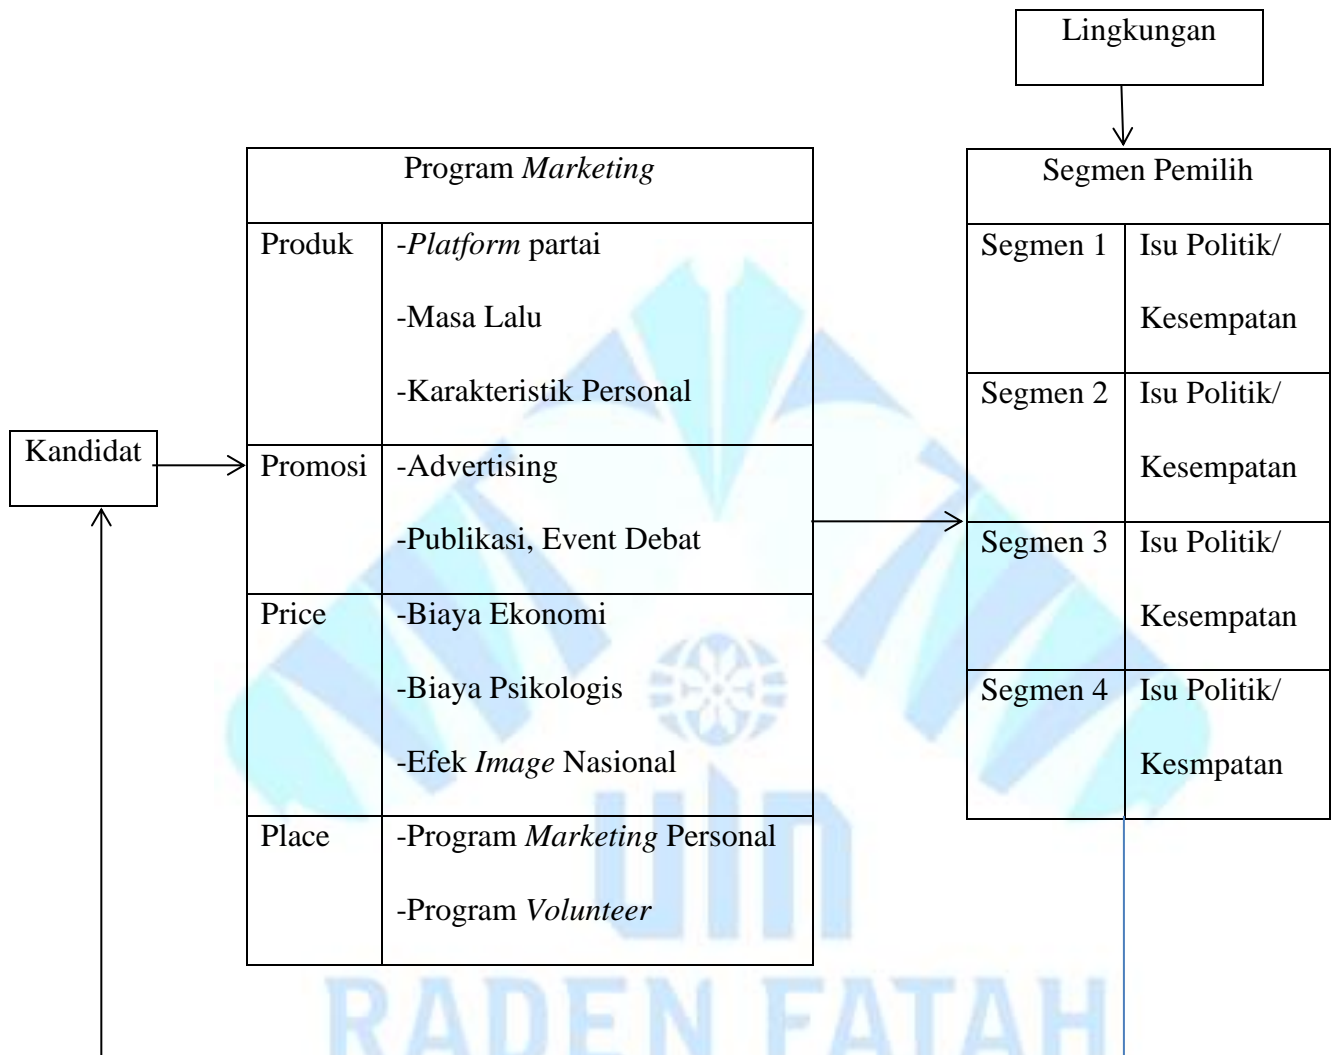 Lingkungan
Program Marketing
Produk
-Platform partai
-Masa Lalu
-Karakteristik Personal
Promosi
-Advertising
-Publikasi, Event Debat
Price
-Biaya Ekonomi
-Biaya Psikologis
-Efek Image Nasional
Place
-Program Marketing Personal
-Program Volunteer
Kandidat
Segmen Pemilih
Segmen 1
Isu Politik/
Kesempatan
Segmen 2
Isu Politik/
Kesempatan
Segmen 3
Isu Politik/
Kesempatan
Segmen 4
Isu Politik/
Kesmpatan
uin
RADEN FATAH